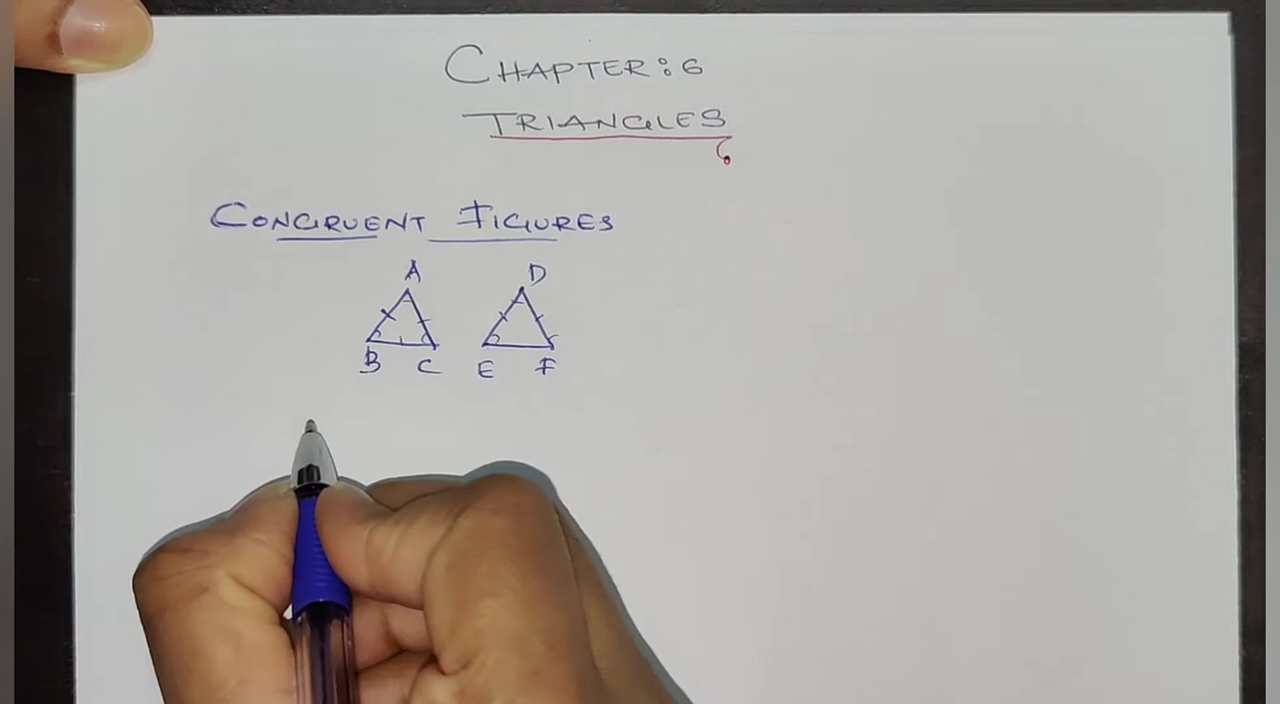 CHAPTER: 6
TRIANGLES
CONGRUENT FIGURES
A D
B C E F